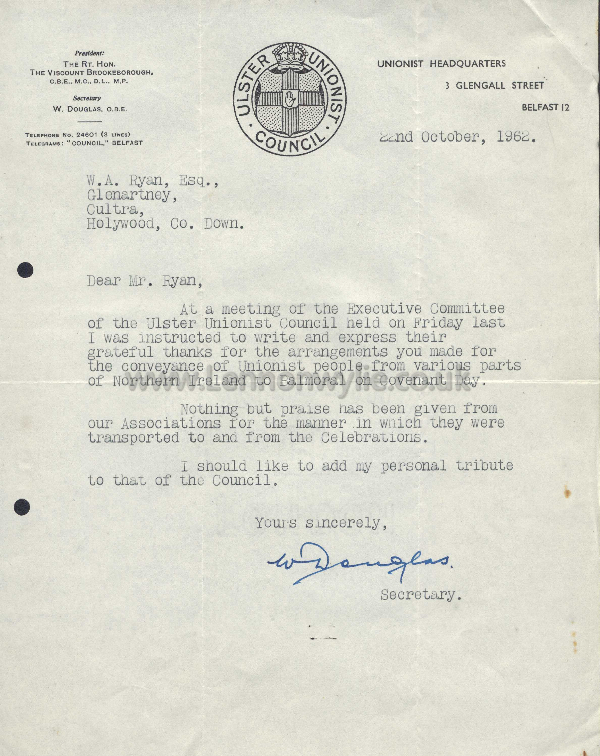 President:
THE RT. HON.
THE VISCOUNT BROOKEBOROUGH,
C.B.E., M.C., D.L., M.P.
Secretary
W. DOUGLAS, O.B.E.
TELEPHONE NO. 24601 (3 LINES)
TELEGRAMS: "COUNCIL," BELFAST
ULSTER UNIONIST
· COUNCIL ·
UNIONIST HEADQUARTERS
3 GLENGALL STREET
BELFAST 12
22nd October, 1962.
W.A. Ryan, Esq.,
Glenartney,
Cultra,
Holywood, Co. Down.
Dear Mr. Ryan,
At a meeting of the Executive Committee
of the Ulster Unionist Council held on Friday last
I was instructed to write and express their
grateful thanks for the arrangements you made for
the conveyance of Unionist people from various parts
of Northern Ireland to Balmoral on Covenant Day.
www.Lennonwylie.co.uk
Nothing but praise has been given from
our Associations for the manner in which they were
transported to and from the Celebrations.
I should like to add my personal tribute
to that of the Council.
Yours sincerely,
W Douglas.
Secretary.